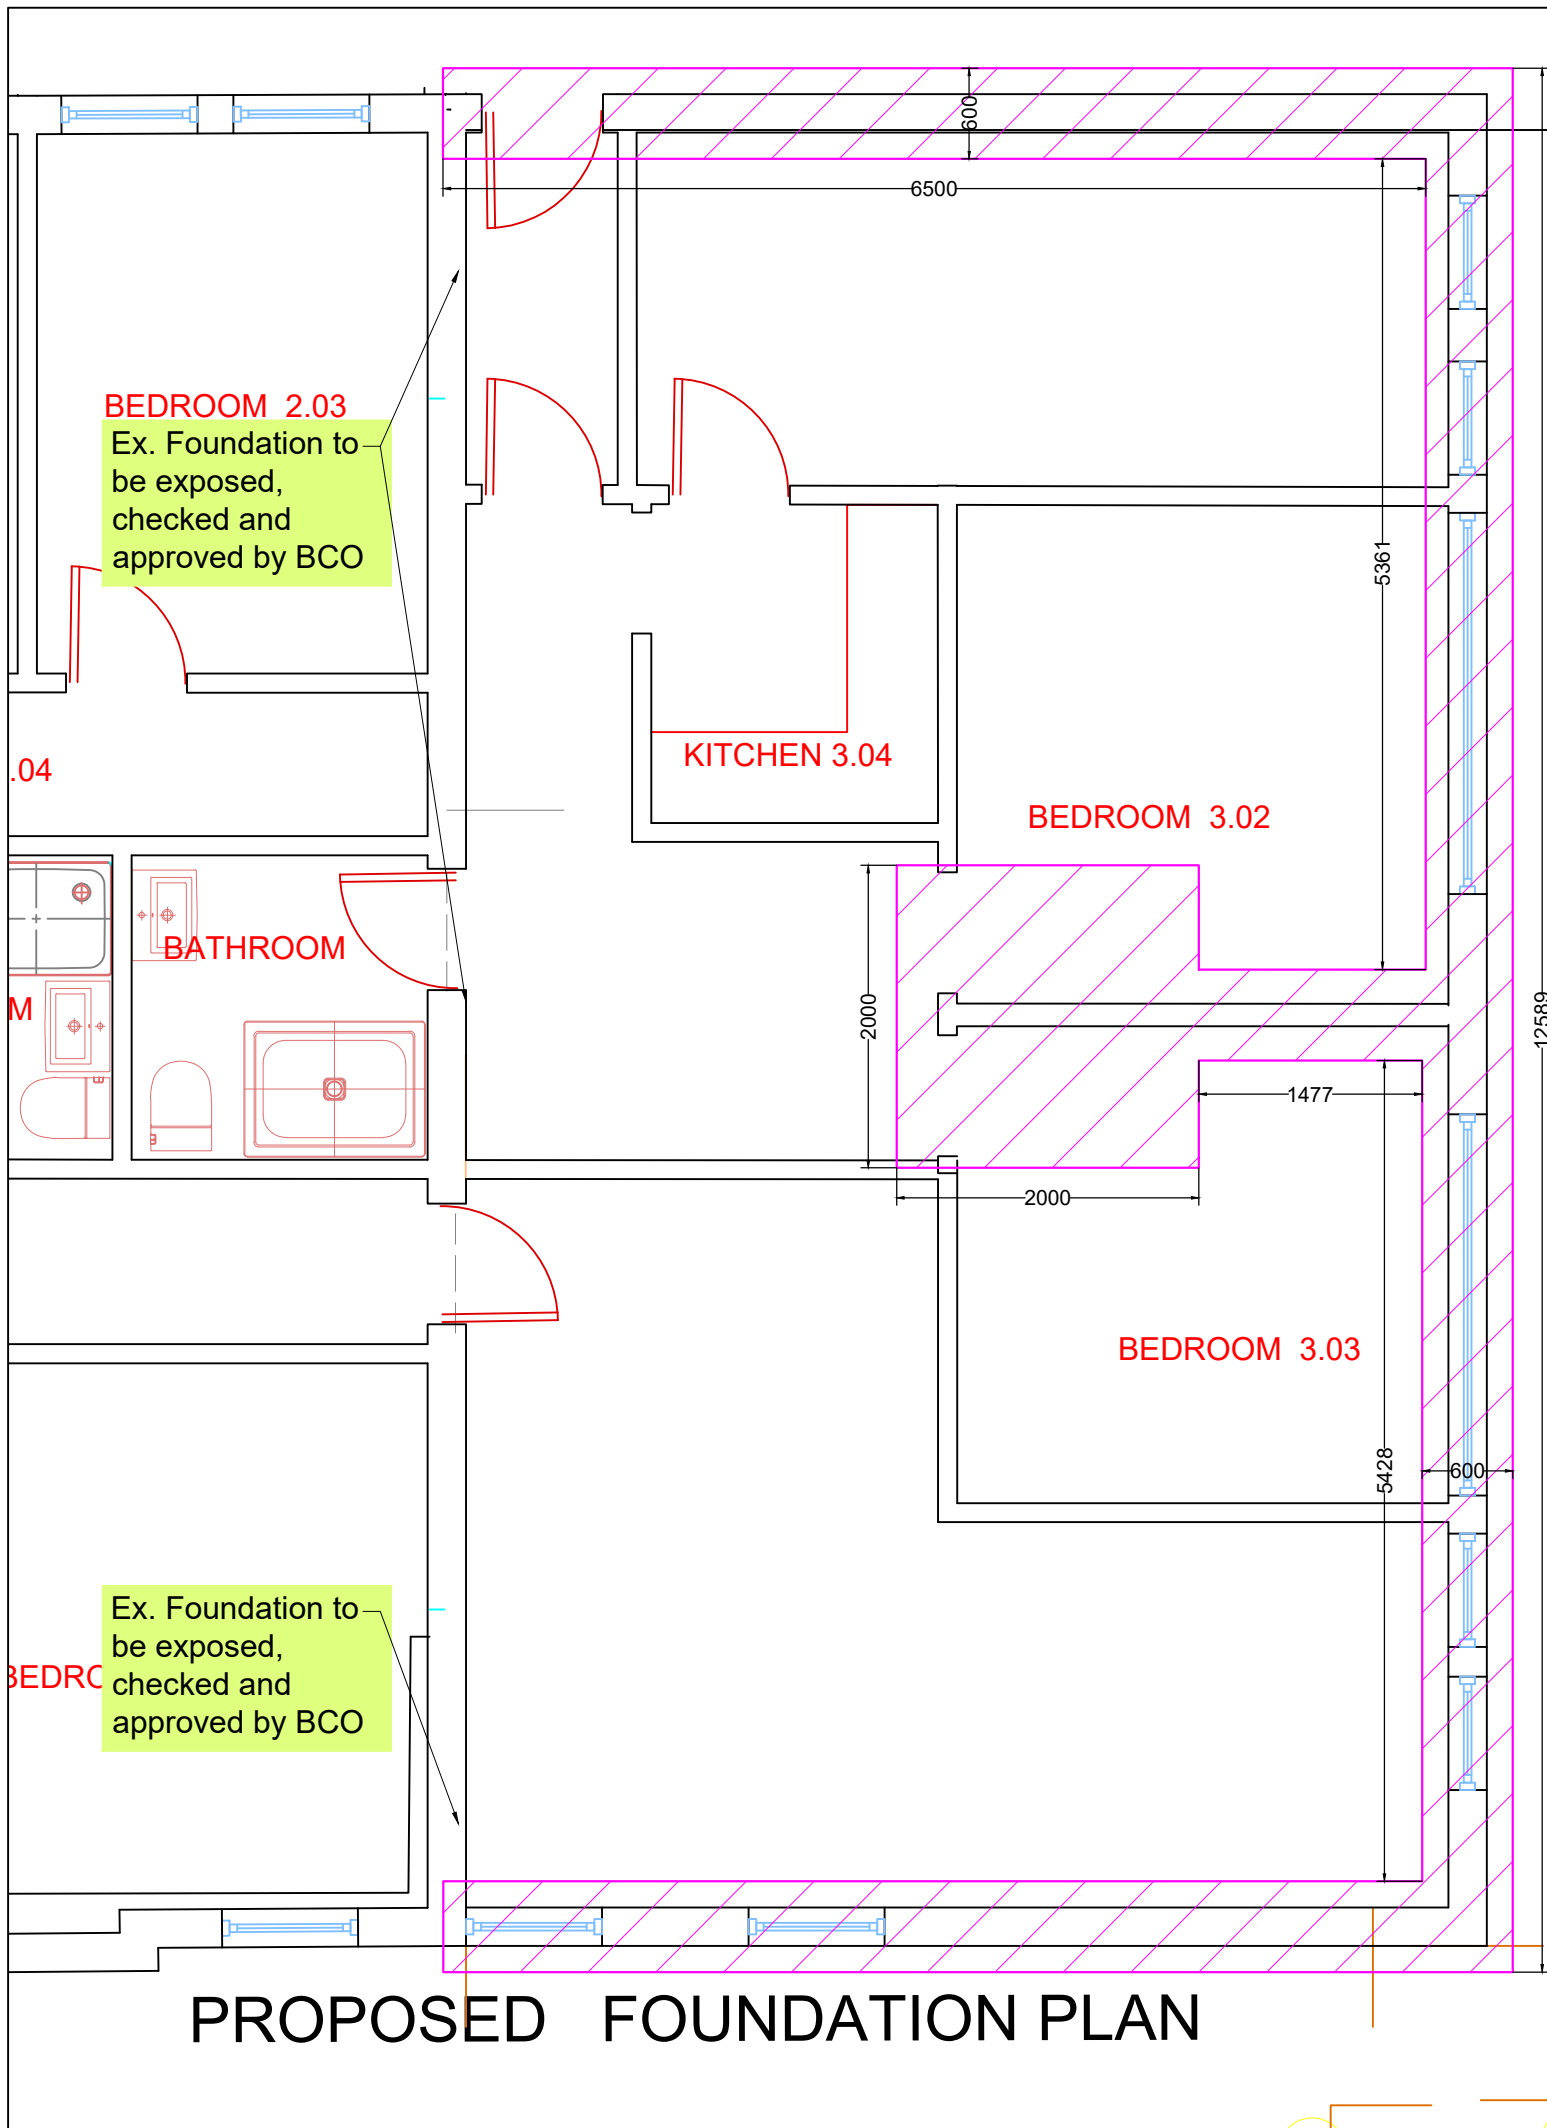 600
6500
BEDROOM 2.03
Ex. Foundation to
be exposed,
checked and
approved by BCO
5361
KITCHEN 3.04
.04
BEDROOM 3.02
BATHROOM
M
2000
12589
1477
2000
BEDROOM 3.03
5428
600
Ex. Foundation to
be exposed,
checked and
approved by BCO
BEDRO
PROPOSED FOUNDATION PLAN